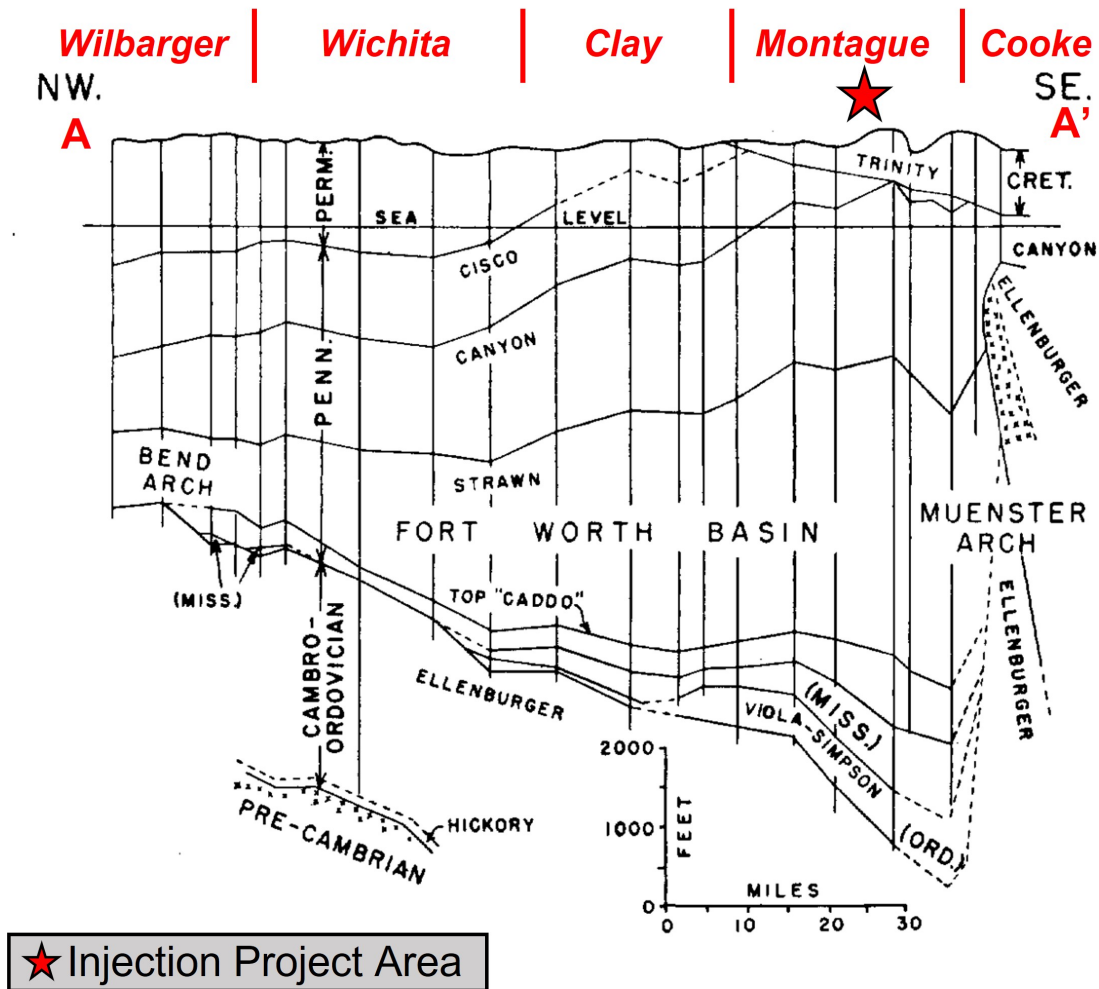 Wilbarger Wichita Clay Montague Cooke
NW. SE.
A A'
PERM.
TRINITY
CRET.
SEA LEVEL
CISCO
CANYON
CANYON
PENN.
ELLENBURGER
STRAWN
BEND
ARCH
FORT WORTH BASIN
MUENSTER
ARCH
(MISS.)
TOP "CADDO"
ELLENBURGER
ELLENBURGER
CAMBRO-
ORDOVICIAN
(MISS.)
VIOLA-SIMPSON
(ORD.)
HICKORY
PRE-CAMBRIAN
2000
1000
0
FEET
MILES
0 10 20 30
Injection Project Area